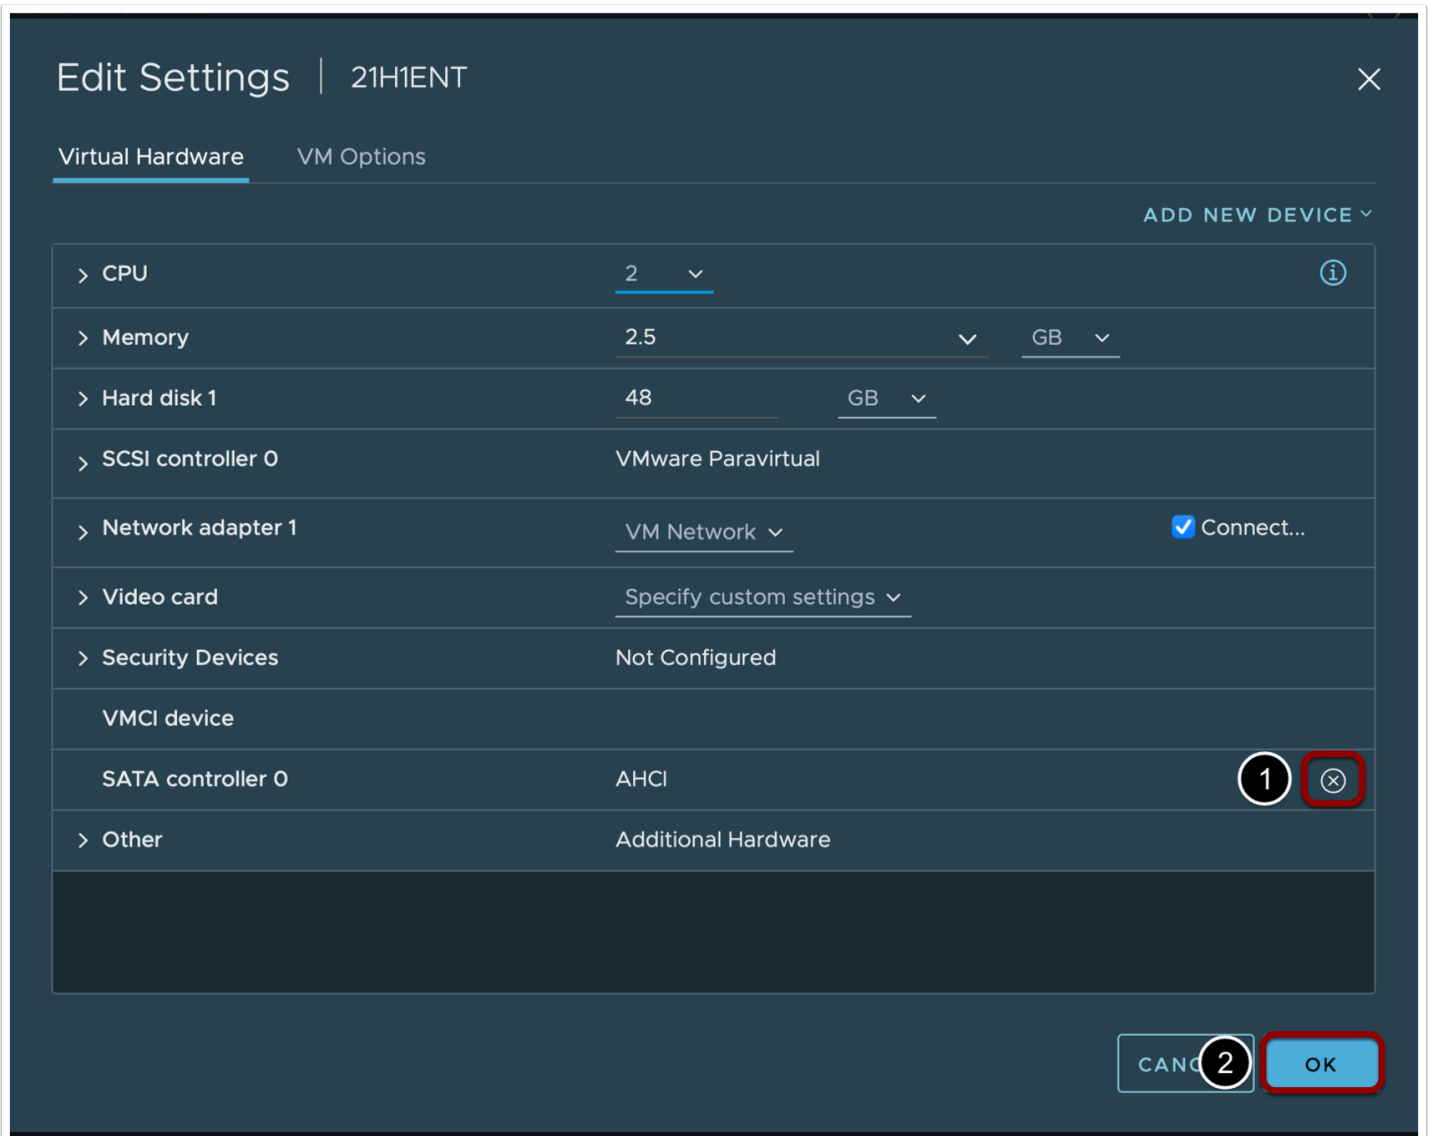 Edit Settings | 21H1ENT
Virtual Hardware VM Options
ADD NEW DEVICE
CPU 2
Memory 2.5 GB
Hard disk 1 48 GB
SCSI controller 0 VMware Paravirtual
Network adapter 1 VM Network Connect...
Video card Specify custom settings
Security Devices Not Configured
VMCI device
SATA controller 0 AHCI 1
Other Additional Hardware
CANC 2 OK